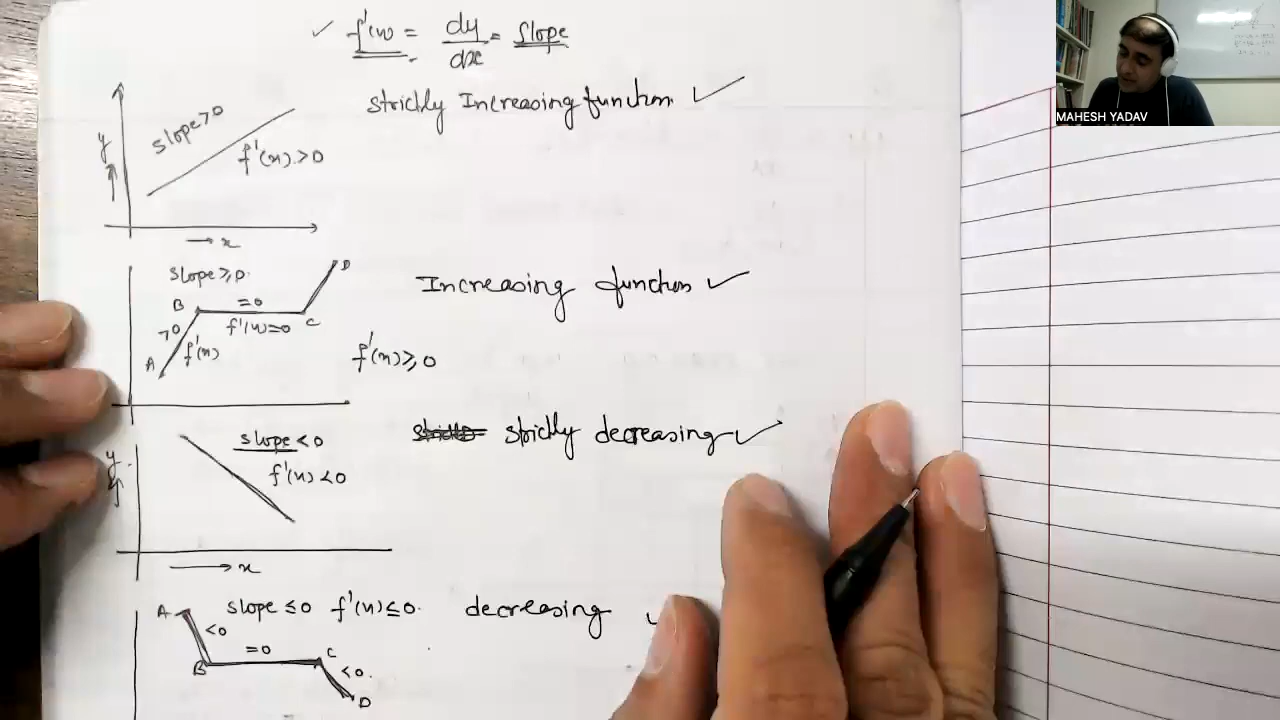 ✓ f'(x) = dy/dx = slope
strictly Increasing function ✓
slope>0
f'(x).>0
y
→ x
slope ≥ 0.
Increasing function ✓
D
B =0
f'(x)=0 C
>0
A f'(x)
f'(x) ≥ 0
strictly decreasing ✓
slope < 0
f'(x) < 0
y
→ x
A slope ≤ 0 f'(x) ≤ 0. decreasing
<0
=0 C
B <0.
D
MAHESH YADAV